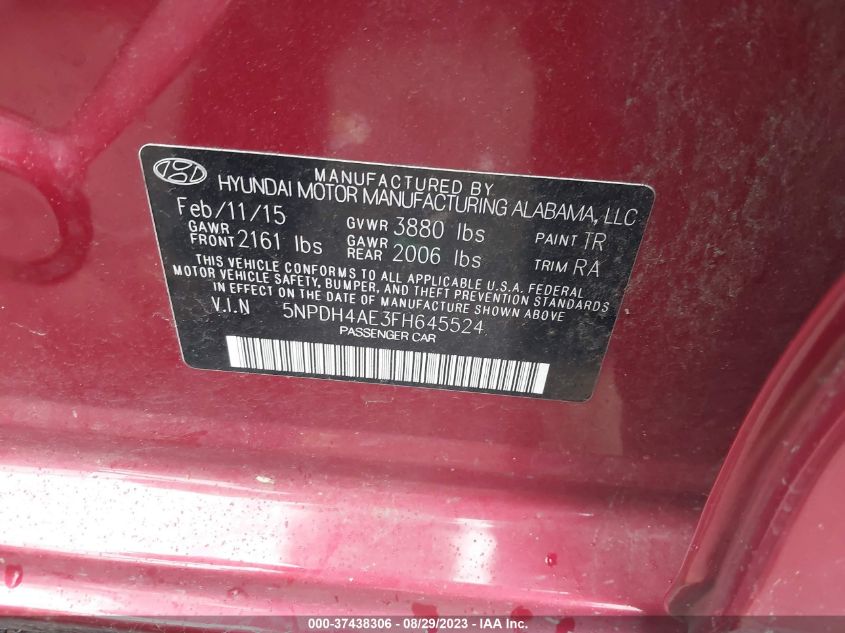 MANUFACTURED BY
HYUNDAI MOTOR MANUFACTURING ALABAMA, LLC
Feb/11/15 GVWR 3880 lbs PAINT TR
GAWR FRONT 2161 lbs GAWR REAR 2006 lbs TRIM RA
THIS VEHICLE CONFORMS TO ALL APPLICABLE U.S.A. FEDERAL
MOTOR VEHICLE SAFETY, BUMPER, AND THEFT PREVENTION STANDARDS
IN EFFECT ON THE DATE OF MANUFACTURE SHOWN ABOVE
V.I.N 5NPDH4AE3FH645524
PASSENGER CAR
000-37438306 - 08/29/2023 - WWW.IAAI.COM